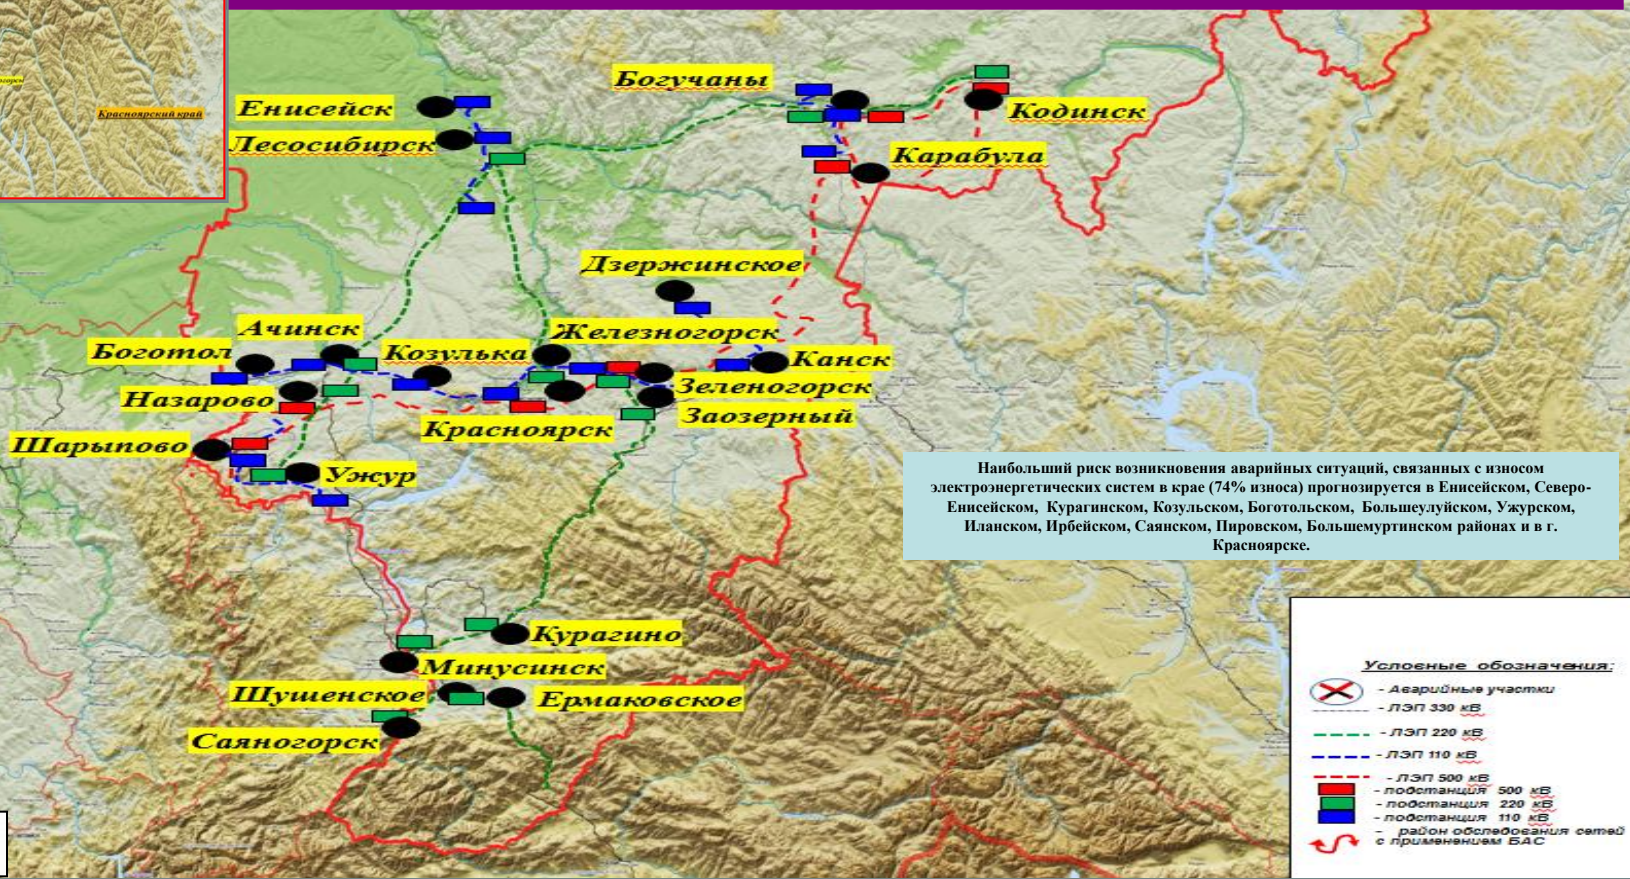 Красноярский край
Богучаны
Енисейск
Кодинск
Лесосибирск
Карабула
Дзержинское
Ачинск
Железногорск
Боготол
Козулька
Канск
Назарово
Зеленогорск
Заозерный
Красноярск
Шарыпово
Ужур
Наибольший риск возникновения аварийных ситуаций, связанных с износом
электроэнергетических систем в крае (74% износа) прогнозируется в Енисейском, Северо-
Енисейском, Курагинском, Козульском, Боготольском, Большеулуйском, Ужурском,
Иланском, Ирбейском, Саянском, Пировском, Большемуртинском районах и в г.
Красноярске.
Курагино
Минусинск
Шушенское
Ермаковское
Саяногорск
Условные обозначения:
- Аварийные участки
- ЛЭП 330 кВ
- ЛЭП 220 кВ
- ЛЭП 110 кВ
- ЛЭП 500 кВ
- подстанция 500 кВ
- подстанция 220 кВ
- подстанция 110 кВ
- район обследования сетей
с применением БАС